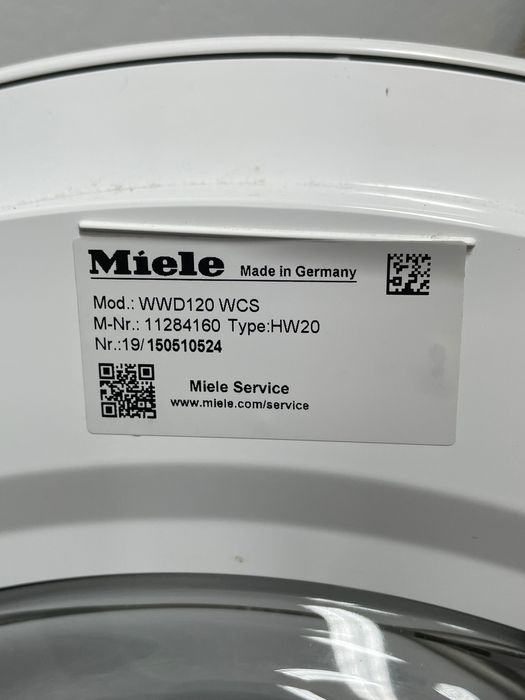 Miele Made in Germany
Mod.: WWD120 WCS
M-Nr.: 11284160 Type:HW20
Nr.:19/150510524
Miele Service
www.miele.com/service